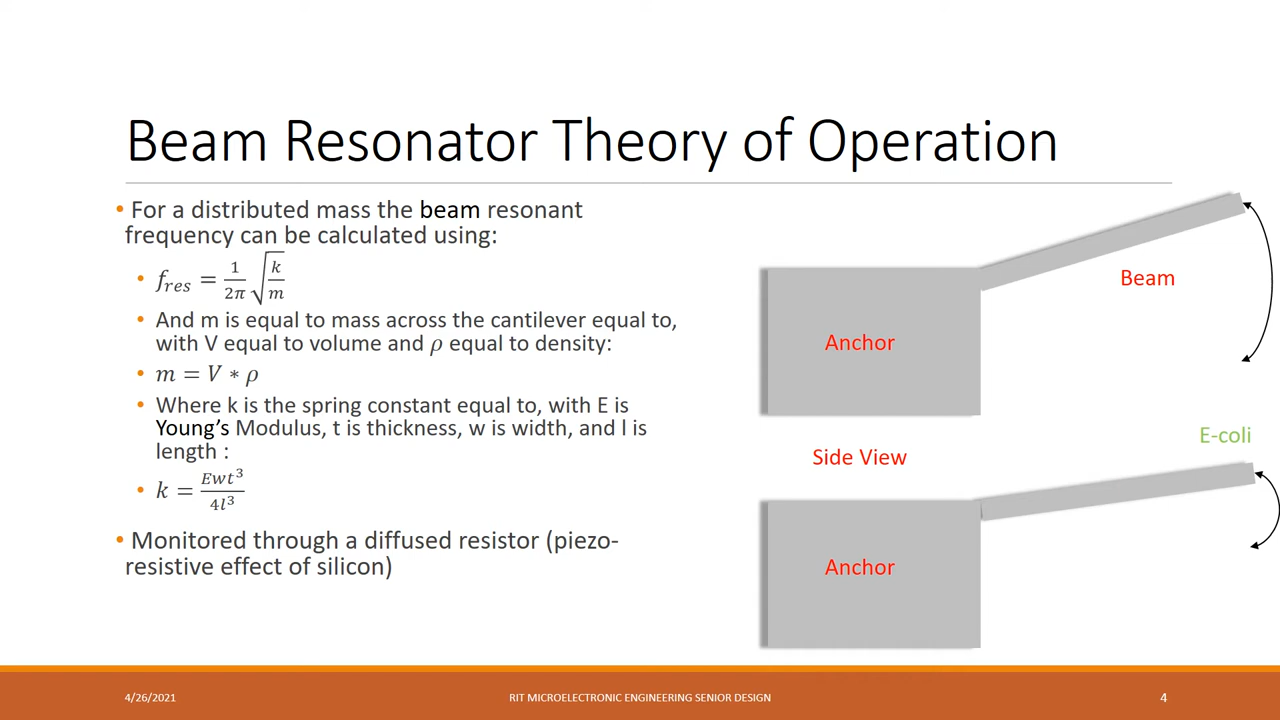 Beam Resonator Theory of Operation
• For a distributed mass the beam resonant
frequency can be calculated using:
• 𝑓𝑟𝑒𝑠 = 1/2𝜋 √(𝑘/𝑚)
• And m is equal to mass across the cantilever equal to,
with V equal to volume and 𝜌 equal to density:
• 𝑚 = 𝑉 ∗ 𝜌
• Where k is the spring constant equal to, with E is
Young's Modulus, t is thickness, w is width, and l is
length :
• 𝑘 = 𝐸𝑤𝑡³/4𝑙³
• Monitored through a diffused resistor (piezo-
resistive effect of silicon)
Beam
Anchor
Side View
E-coli
Anchor
4/26/2021
RIT MICROELECTRONIC ENGINEERING SENIOR DESIGN
4